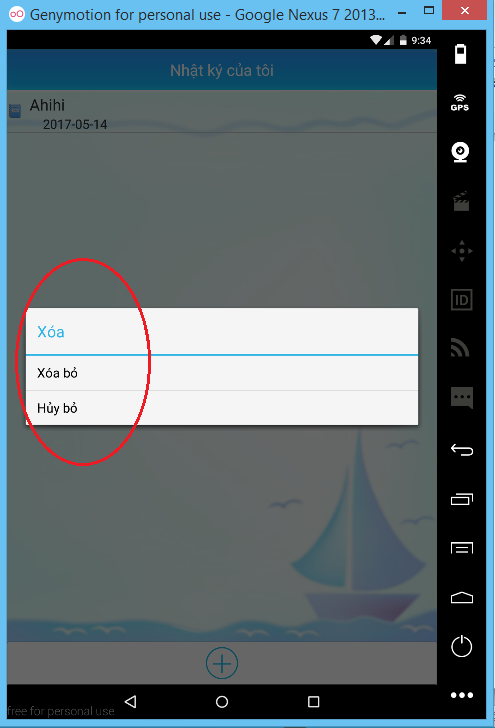 Genymotion for personal use - Google Nexus 7 2013...
9:34
Nhật ký của tôi
Ahihi
2017-05-14
GPS
ID
Xóa
Xóa bỏ
Hủy bỏ
free for personal use